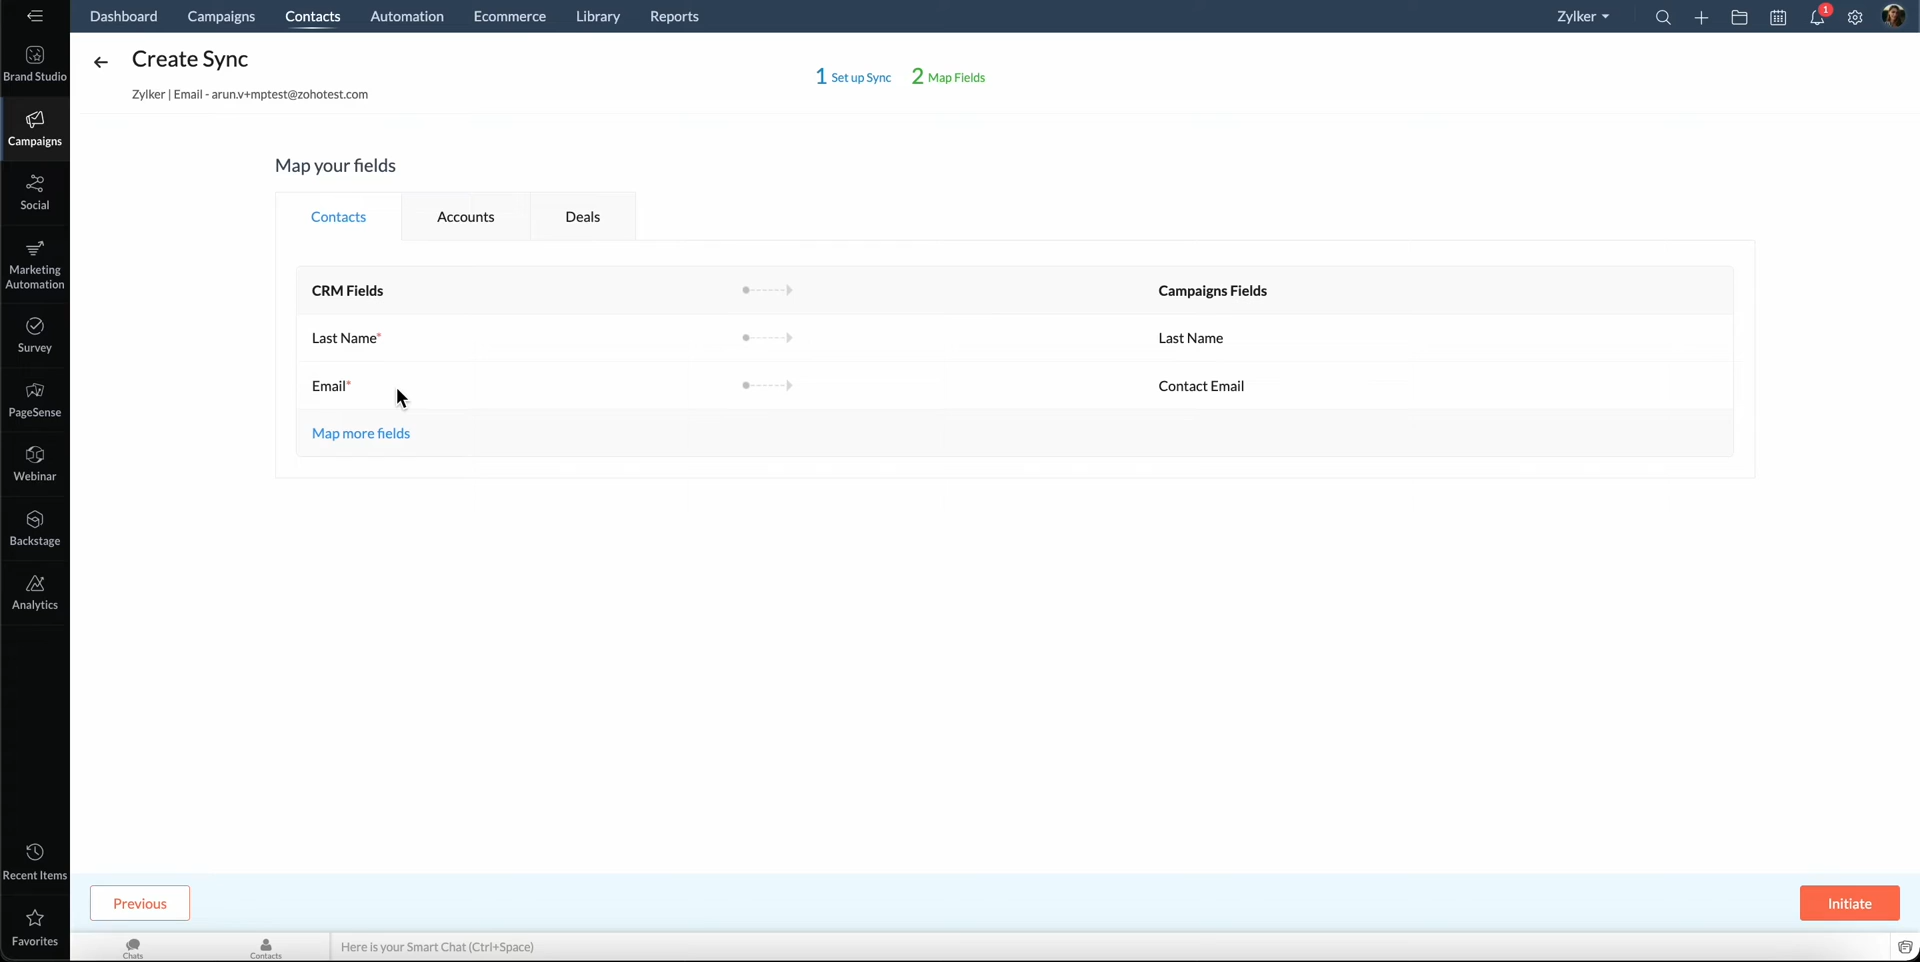 Dashboard Campaigns Contacts Automation Ecommerce Library Reports Zylker 1
Brand Studio
Campaigns
Social
Marketing
Automation
Survey
PageSense
Webinar
Backstage
Analytics
Recent Items
Favorites
Create Sync
Zylker | Email - arun.v+mptest@zohotest.com
1 Set up Sync 2 Map Fields
Map your fields
Contacts Accounts Deals
CRM Fields Campaigns Fields
Last Name* Last Name
Email* Contact Email
Map more fields
Previous Initiate
Chats Contacts Here is your Smart Chat (Ctrl+Space)